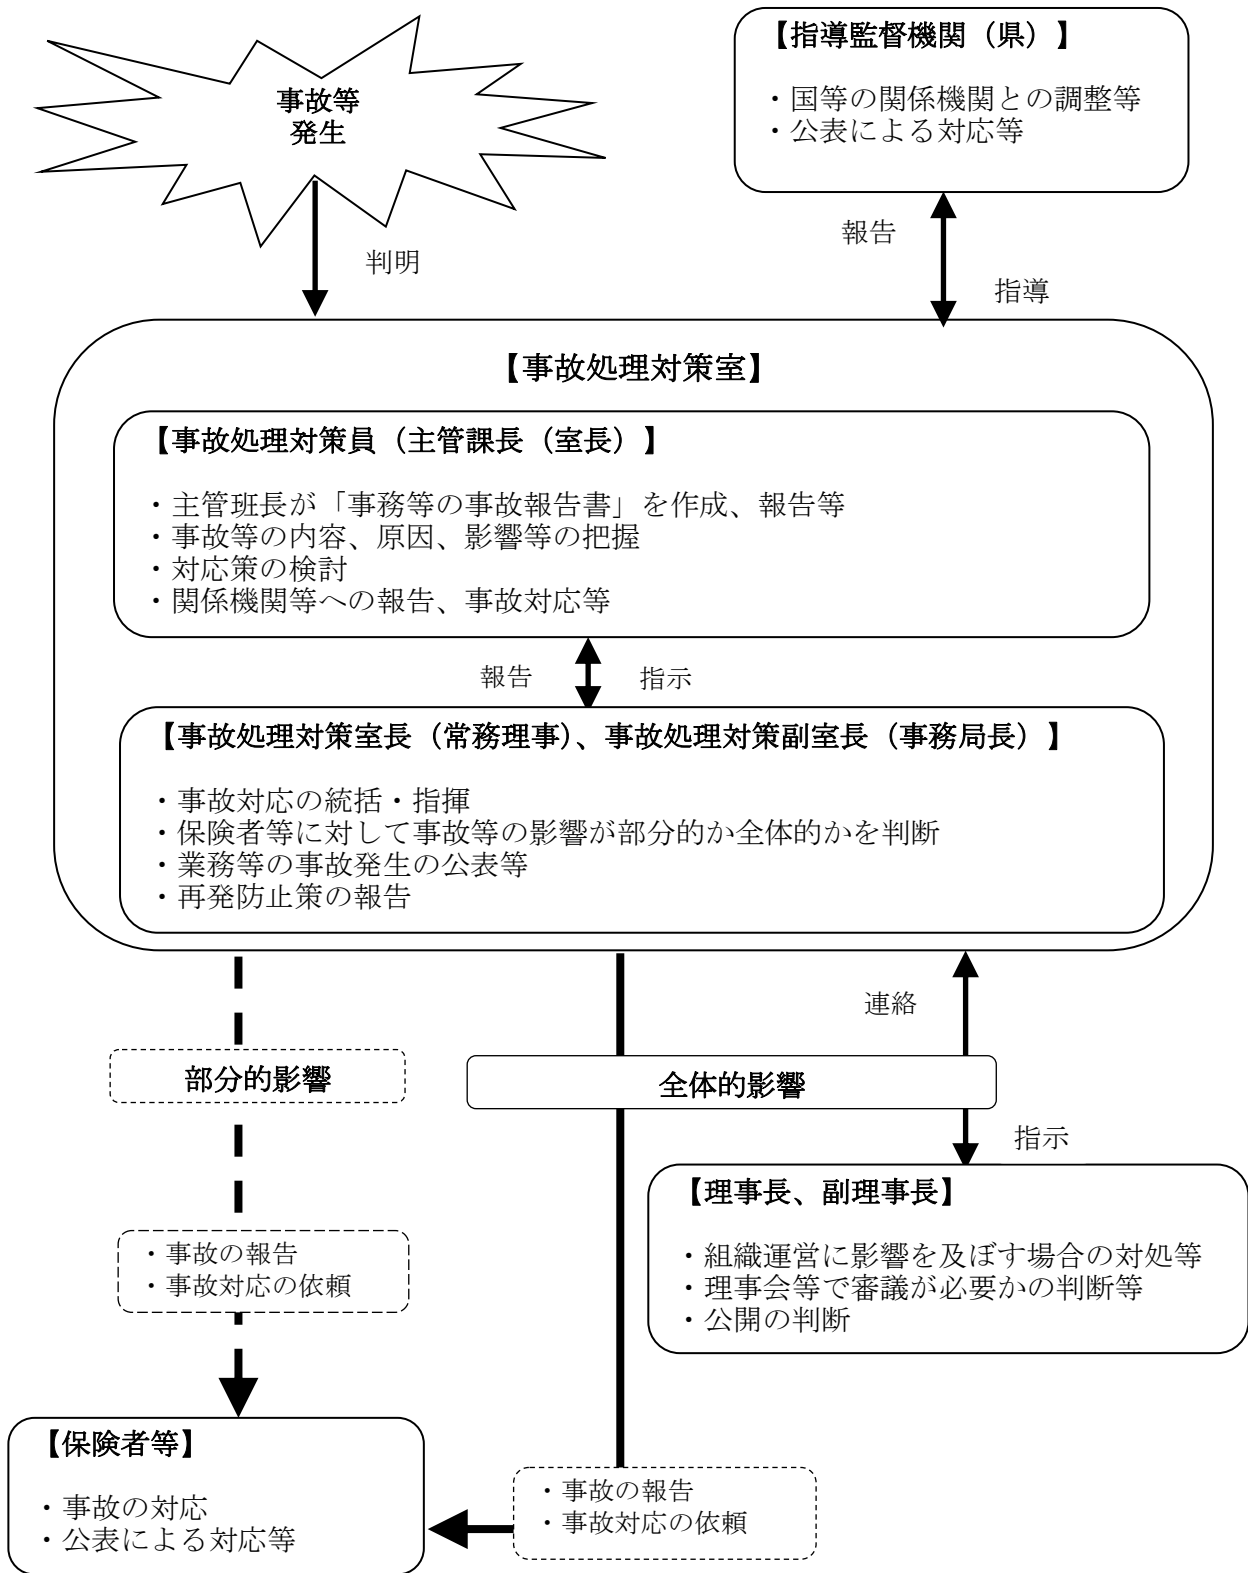 事故等
発生
【指導監督機関（県）】
・国等の関係機関との調整等
・公表による対応等
報告
判明
指導
【事故処理対策室】
【事故処理対策員（主管課長（室長）】
・主管班長が「事務等の事故報告書」を作成、報告等
・事故等の内容、原因、影響等の把握
・対応策の検討
・関係機関等への報告、事故対応等
報告
指示
【事故処理対策室長（常務理事）、事故処理対策副室長（事務局長）】
・事故対応の統括・指揮
・保険者等に対して事故等の影響が部分的か全体的かを判断
・業務等の事故発生の公表等
・再発防止策の報告
連絡
部分的影響
全体的影響
指示
【理事長、副理事長】
・組織運営に影響を及ぼす場合の対処等
・理事会等で審議が必要かの判断等
・公開の判断
・事故の報告
・事故対応の依頼
【保険者等】
・事故の対応
・公表による対応等
・事故の報告
・事故対応の依頼